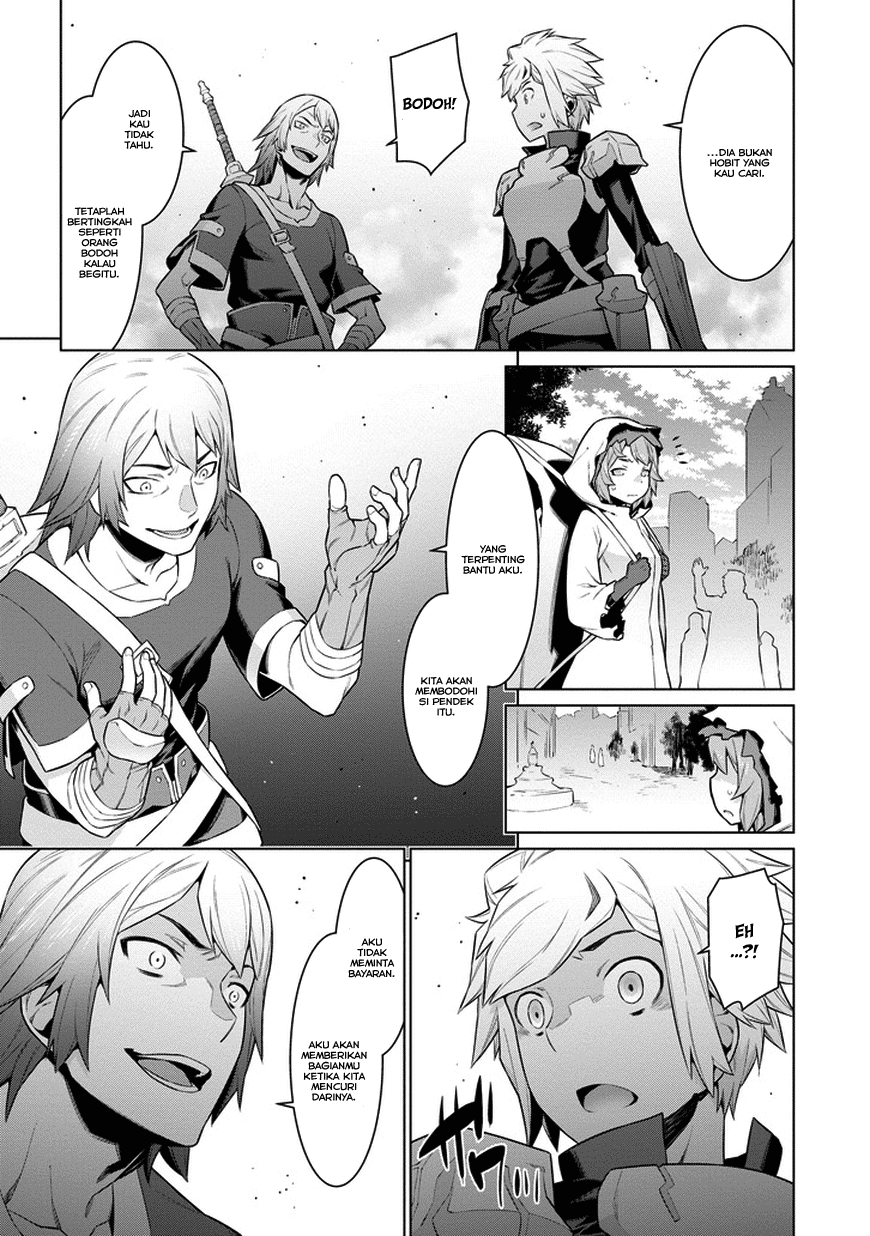 ...DIA BUKAN
HOBIT YANG
KAU CARI.
BODOH!
JADI
KAU
TIDAK
TAHU.
TETAPLAH
BERTINGKAH
SEPERTI
ORANG
BODOH
KALAU
BEGITU.
YANG
TERPENTING
BANTU AKU.
KITA AKAN
MEMBODOHI
SI PENDEK
ITU.
EH
...?!
AKU
TIDAK
MEMINTA
BAYARAN.
AKU AKAN
MEMBERIKAN
BAGIANMU
KETIKA KITA
MENCURI
DARINYA.